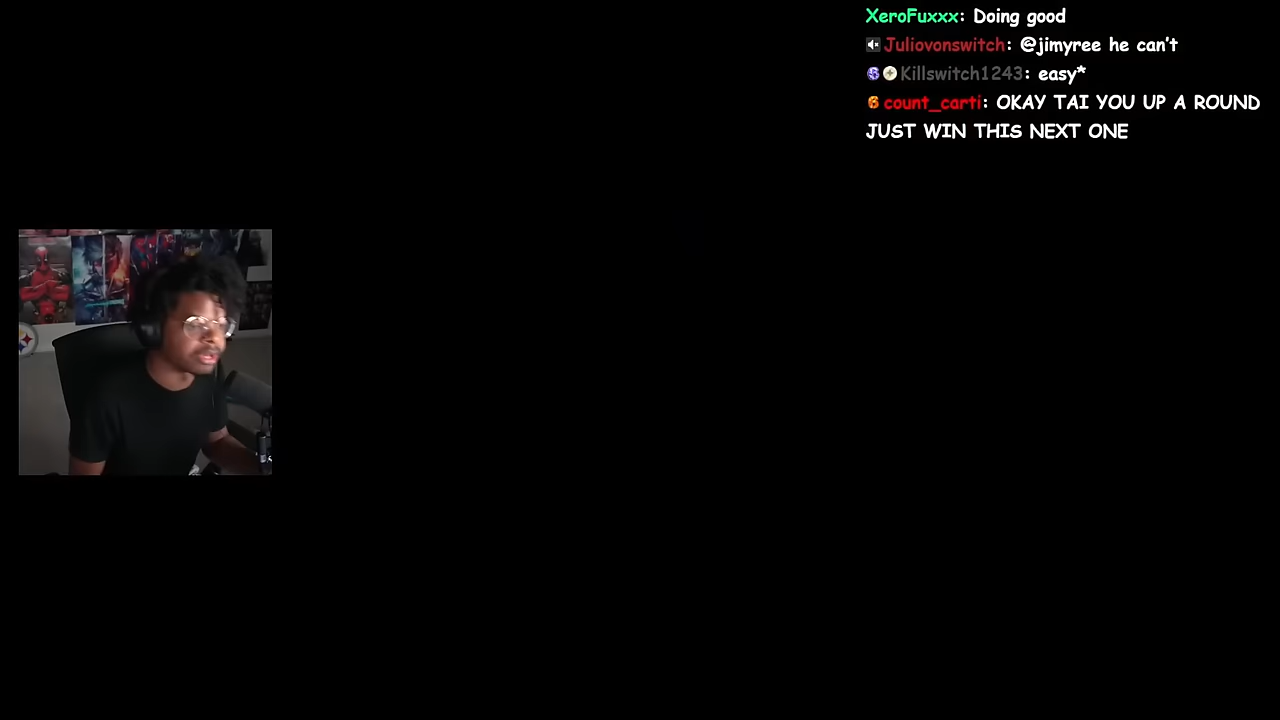 XeroFuxxx: Doing good
Juliovonswitch: @jimyree he can't
Killswitch1243: easy*
count_carti: OKAY TAI YOU UP A ROUND
JUST WIN THIS NEXT ONE